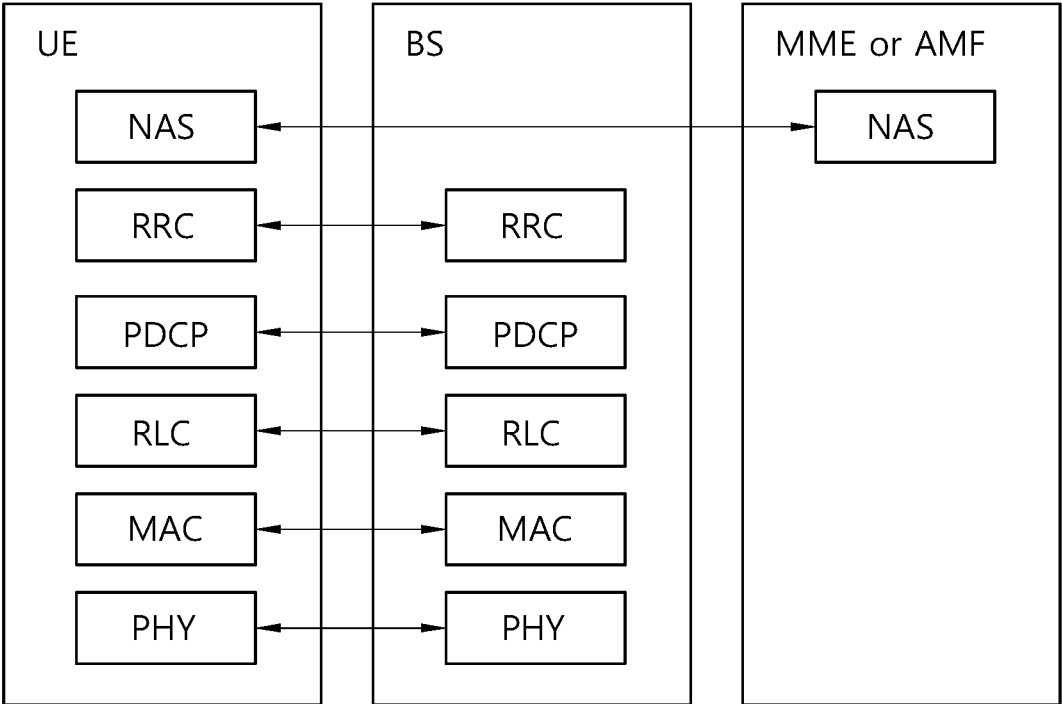 UE
BS
MME or AMF
NAS
NAS
RRC
RRC
PDCP
PDCP
RLC
RLC
MAC
MAC
PHY
PHY